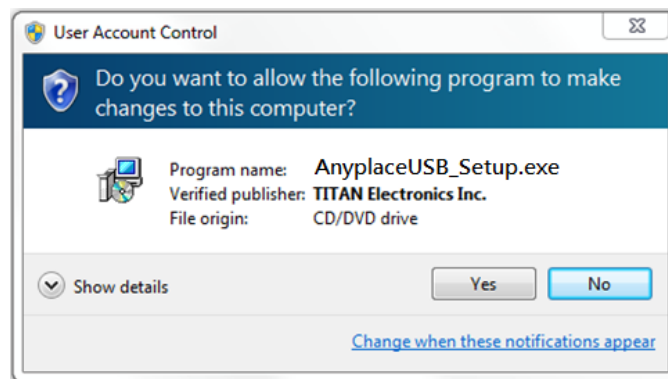 User Account Control
Do you want to allow the following program to make
changes to this computer?
Program name: AnyplaceUSB_Setup.exe
Verified publisher: TITAN Electronics Inc.
File origin: CD/DVD drive
Show details
Yes No
Change when these notifications appear